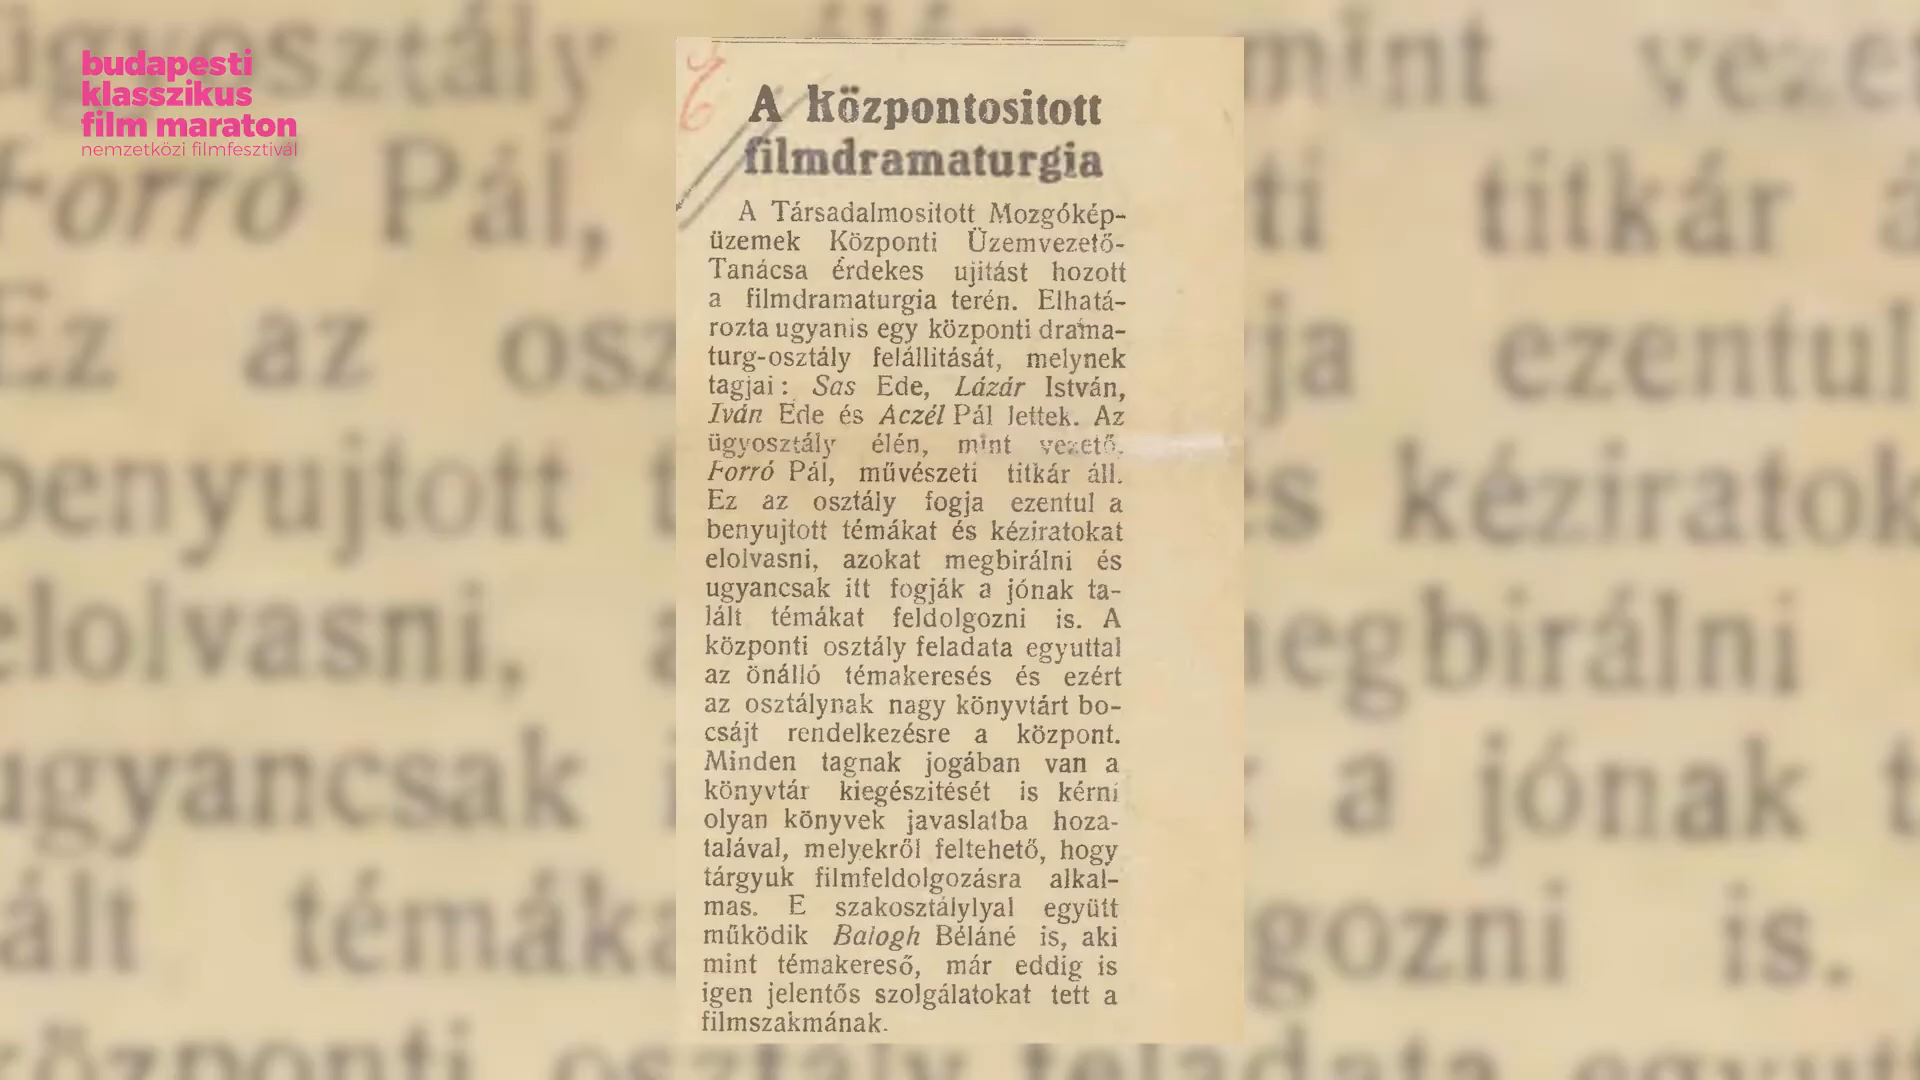 budapesti
klasszikus
film maraton
nemzetközi filmfesztivál
A központositott
filmdramaturgia
A Társadalmositott Mozgókép-
üzemek Központi Üzemvezető-
Tanácsa érdekes ujitást hozott
a filmdramaturgia terén. Elhatá-
rozta ugyanis egy központi drama-
turg-osztály felállitását, melynek
tagjai: Sas Ede, Lázár István,
Iván Ede és Aczél Pál lettek. Az
ügyosztály élén, mint vezető,
Forró Pál, művészeti titkár áll.
Ez az osztály fogja ezentul a
benyujtott témákat és kéziratokat
elolvasni, azokat megbirálni és
ugyancsak itt fogják a jónak ta-
lált témákat feldolgozni is. A
központi osztály feladata egyuttal
az önálló témakeresés és ezért
az osztálynak nagy könyvtárt bo-
csájt rendelkezésre a központ.
Minden tagnak jogában van a
könyvtár kiegészitését is kérni
olyan könyvek javaslatba hoza-
talával, melyekről feltehető, hogy
tárgyuk filmfeldolgozásra alkal-
mas. E szakosztálylyal együtt
működik Balogh Béláné is, aki
mint témakereső, már eddig is
igen jelentős szolgálatokat tett a
filmszakmának.